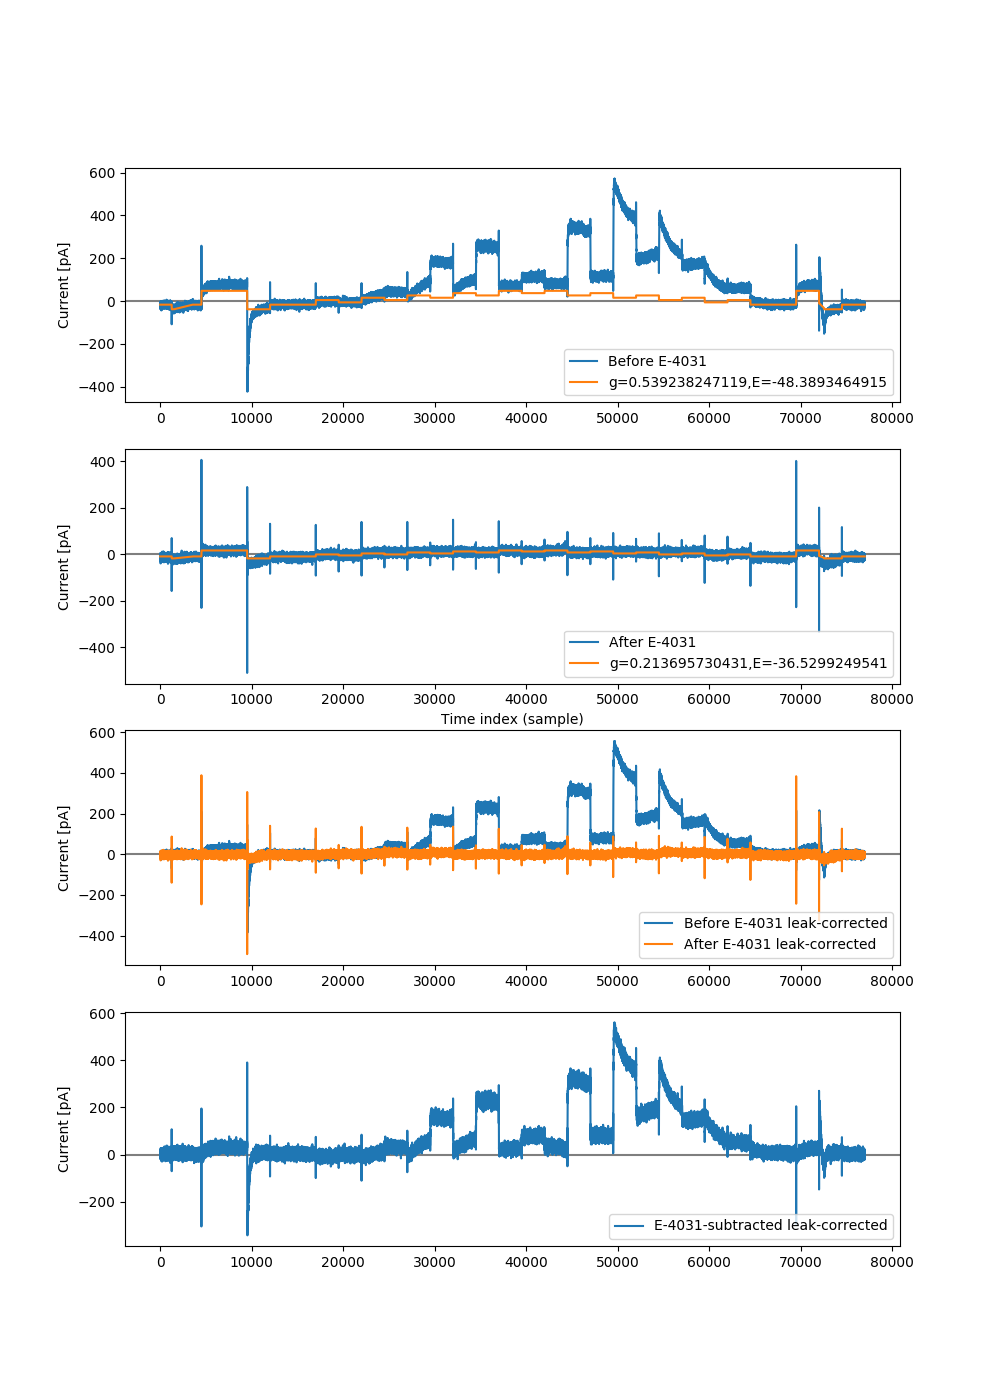 600
400
200
0
−200
−400
Current [pA]
Before E-4031
g=0.539238247119,E=-48.3893464915
0 10000 20000 30000 40000 50000 60000 70000 80000
400
200
0
−200
−400
Current [pA]
After E-4031
g=0.213695730431,E=-36.5299249541
0 10000 20000 30000 40000 50000 60000 70000 80000
Time index (sample)
600
400
200
0
−200
−400
Current [pA]
Before E-4031 leak-corrected
After E-4031 leak-corrected
0 10000 20000 30000 40000 50000 60000 70000 80000
600
400
200
0
−200
Current [pA]
E-4031-subtracted leak-corrected
0 10000 20000 30000 40000 50000 60000 70000 80000